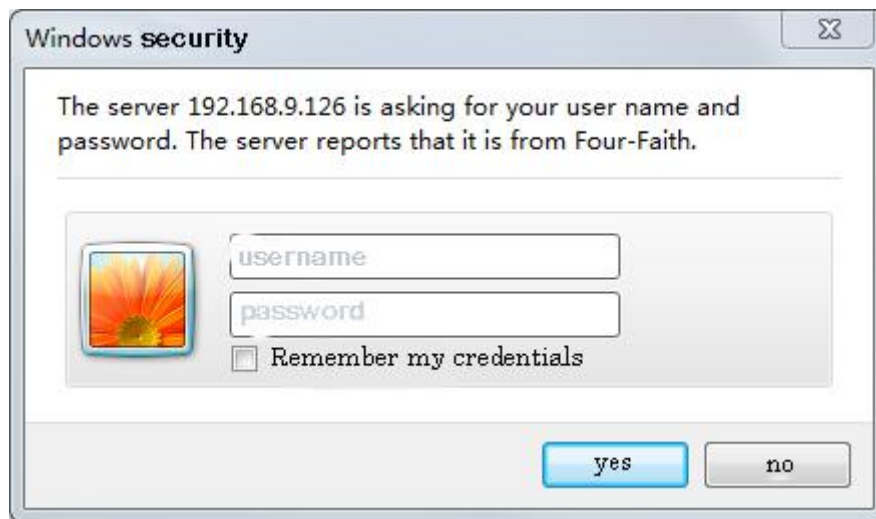 Windows security
The server 192.168.9.126 is asking for your user name and
password. The server reports that it is from Four-Faith.
username
password
Remember my credentials
yes
no